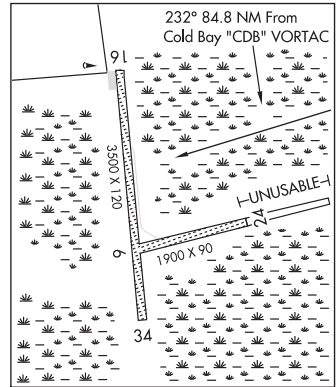 232° 84.8 NM From
Cold Bay "CDB" VORTAC
16
3500 X 120
UNUSABLE
24
6
1900 X 90
34